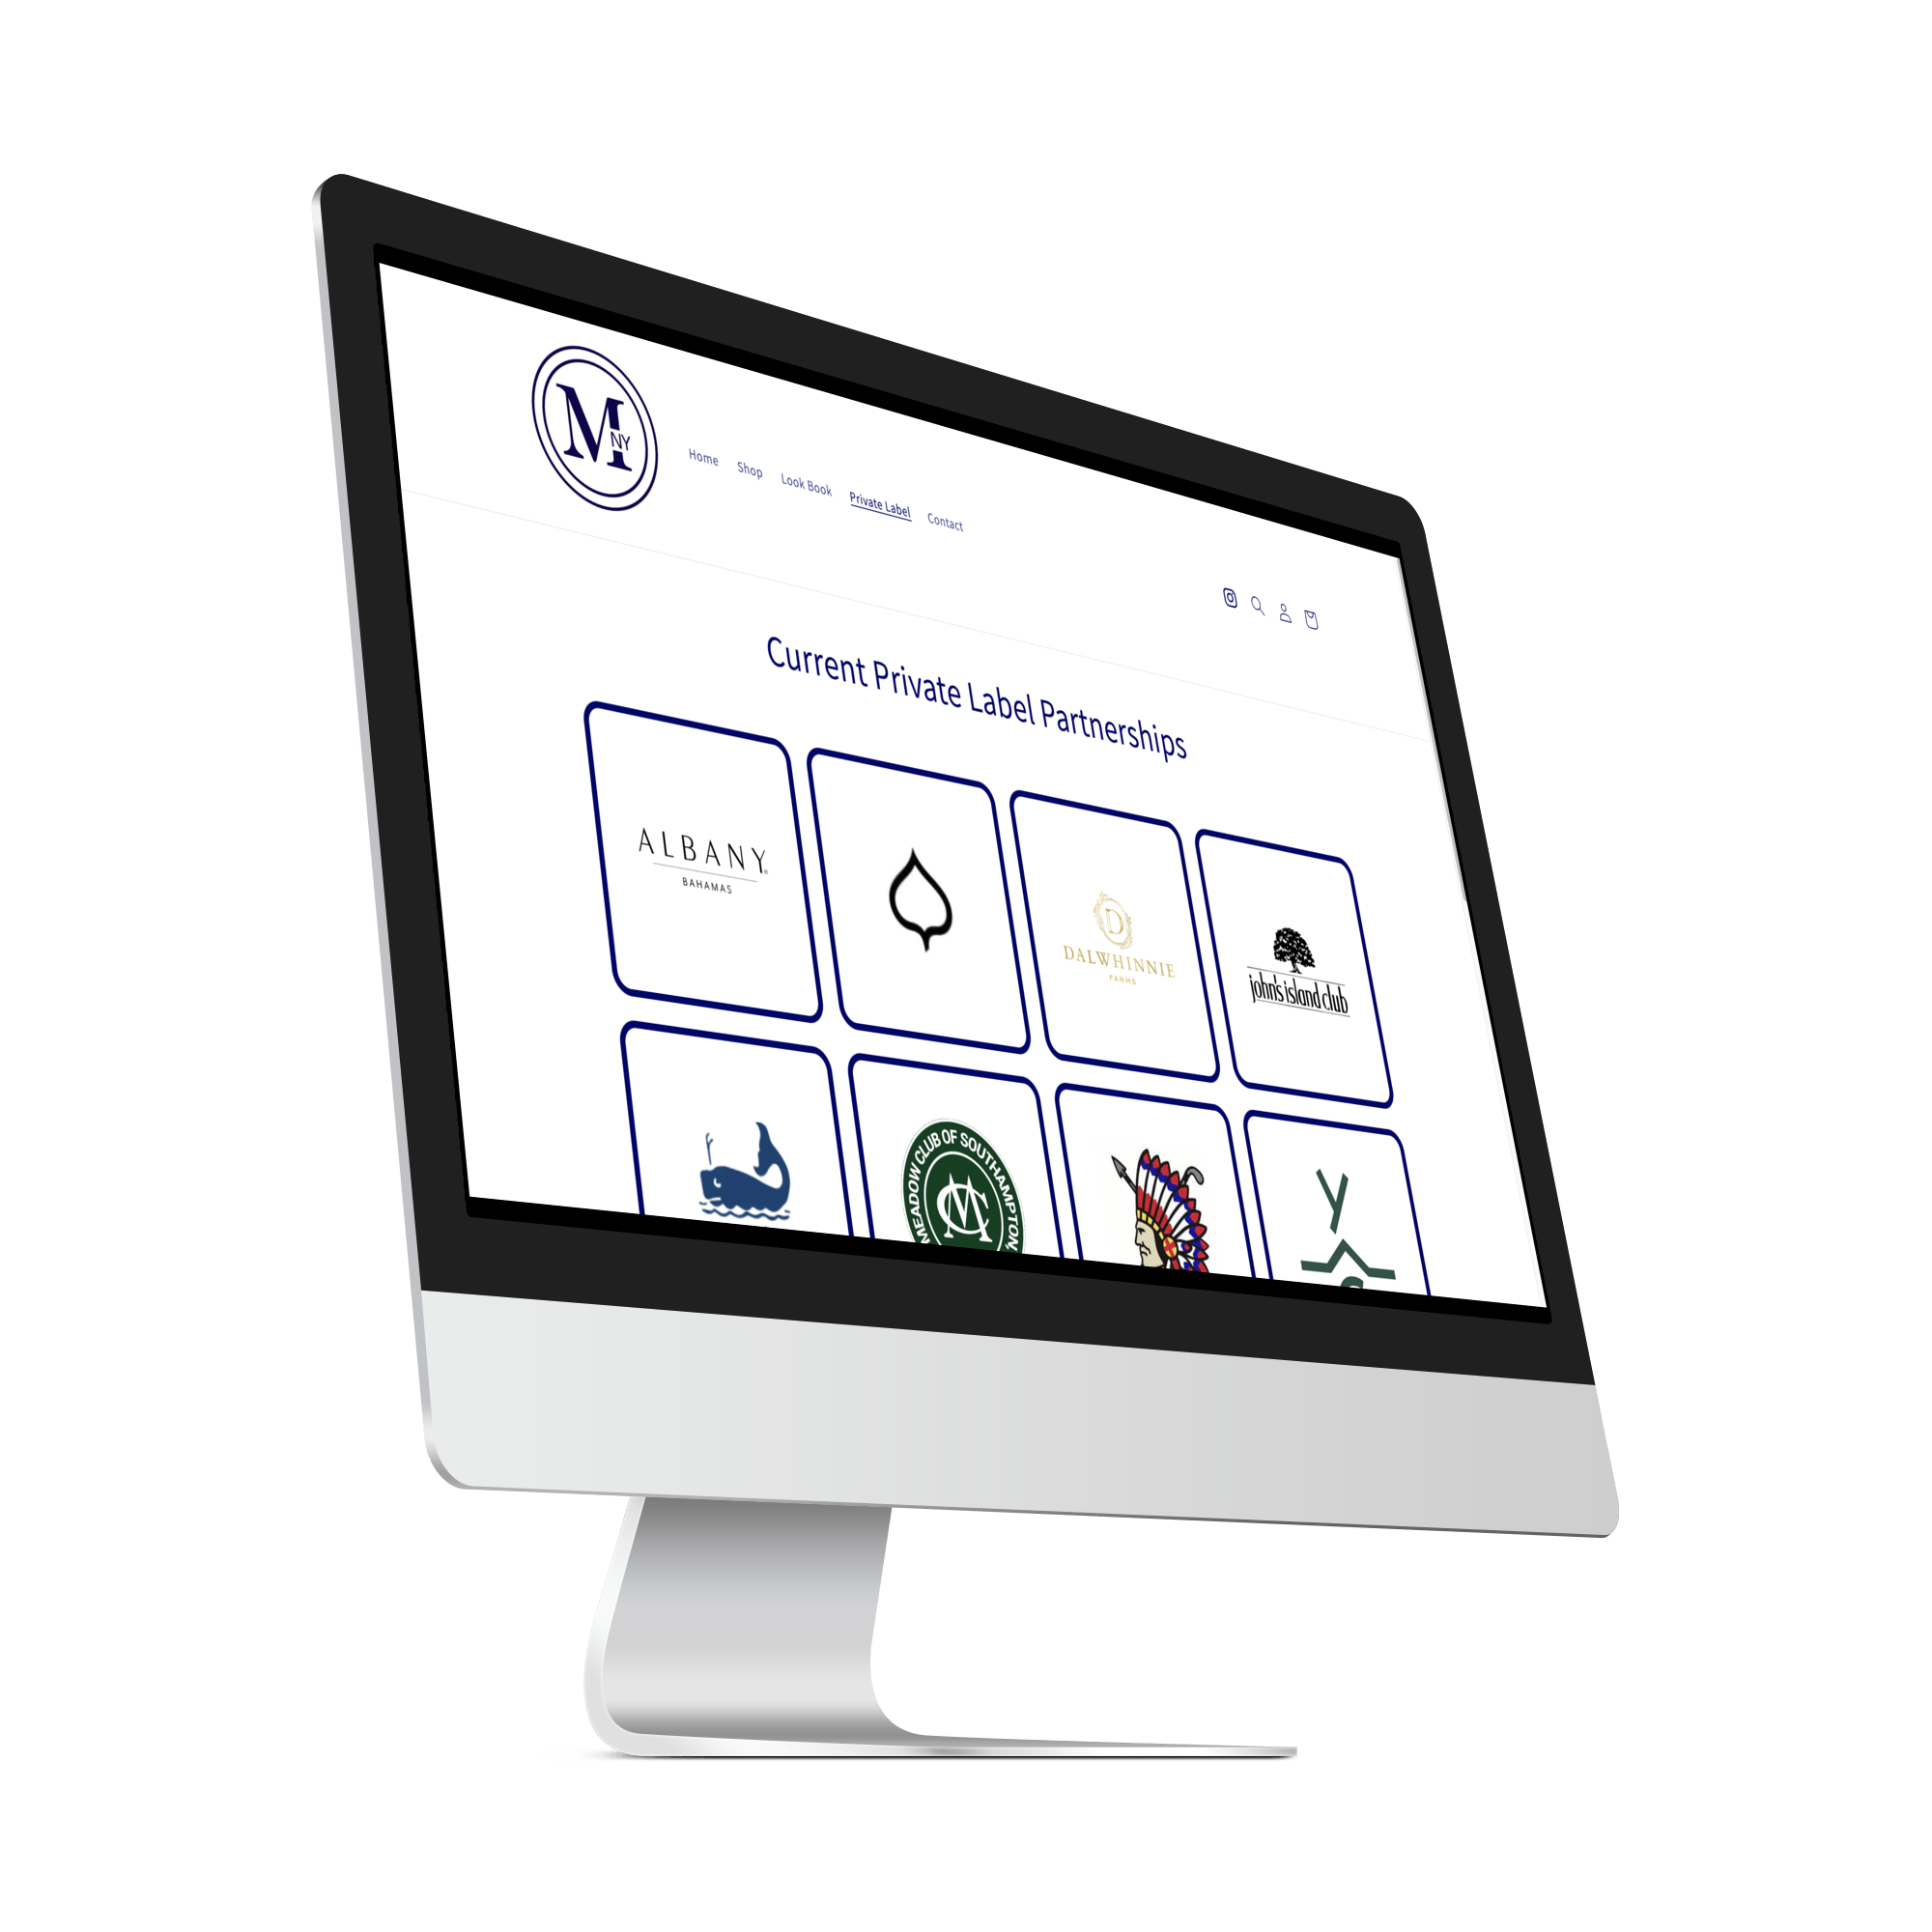 M
NY
Home Shop Look Book Private Label Contact
Current Private Label Partnerships
ALBANY®
BAHAMAS
D
DALWHINNIE
FARMS
john's island club
MEADOW CLUB OF SOUTHAMPTON,
MC
Y